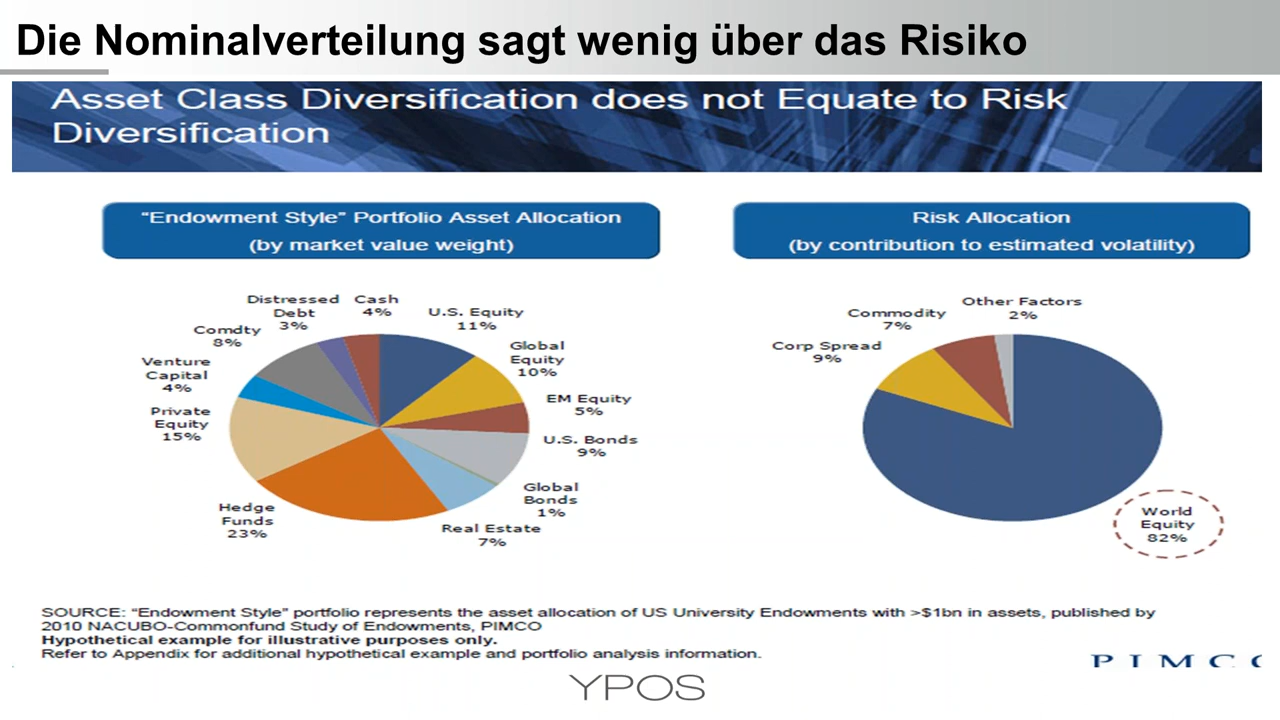 Die Nominalverteilung sagt wenig über das Risiko
Asset Class Diversification does not Equate to Risk
Diversification
“Endowment Style” Portfolio Asset Allocation
(by market value weight)
Risk Allocation
(by contribution to estimated volatility)
Distressed
Debt
3%
Cash
4%
U.S. Equity
11%
Comdty
8%
Global
Equity
10%
Venture
Capital
4%
EM Equity
5%
Private
Equity
15%
U.S. Bonds
9%
Global
Bonds
1%
Hedge
Funds
23%
Real Estate
7%
Other Factors
2%
Commodity
7%
Corp Spread
9%
World
Equity
82%
SOURCE: “Endowment Style” portfolio represents the asset allocation of US University Endowments with >$1bn in assets, published by
2010 NACUBO-Commonfund Study of Endowments, PIMCO
Hypothetical example for illustrative purposes only.
Refer to Appendix for additional hypothetical example and portfolio analysis information.
PIMCO
YPOS